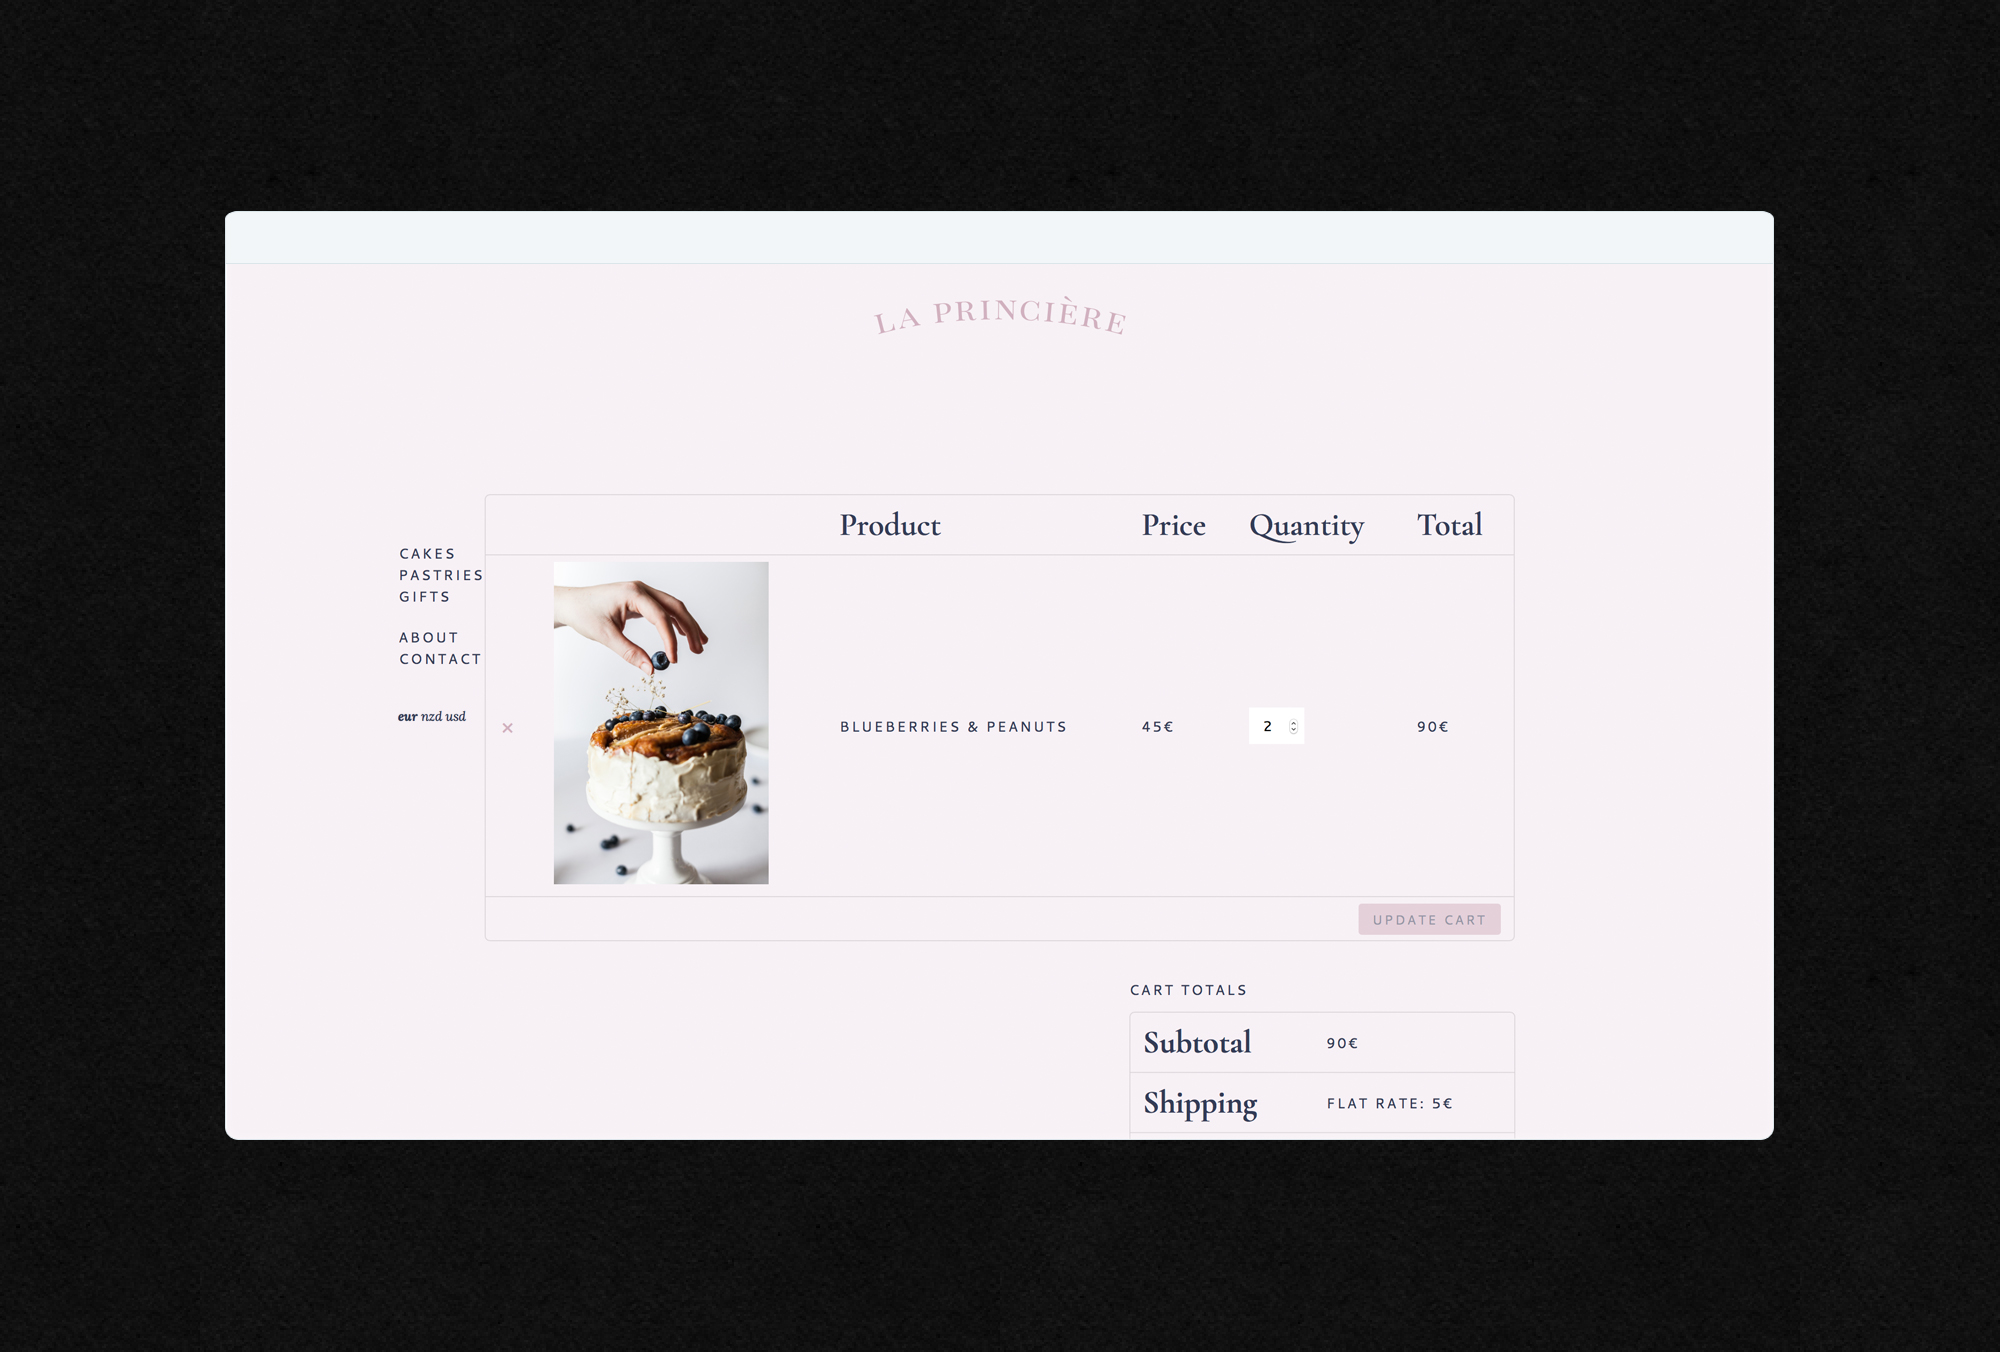 LA PRINCIÈRE
CAKES
PASTRIES
GIFTS
ABOUT
CONTACT
eur nzd usd
Product Price Quantity Total
× BLUEBERRIES & PEANUTS 45€ 2 90€
UPDATE CART
CART TOTALS
Subtotal 90€
Shipping FLAT RATE: 5€